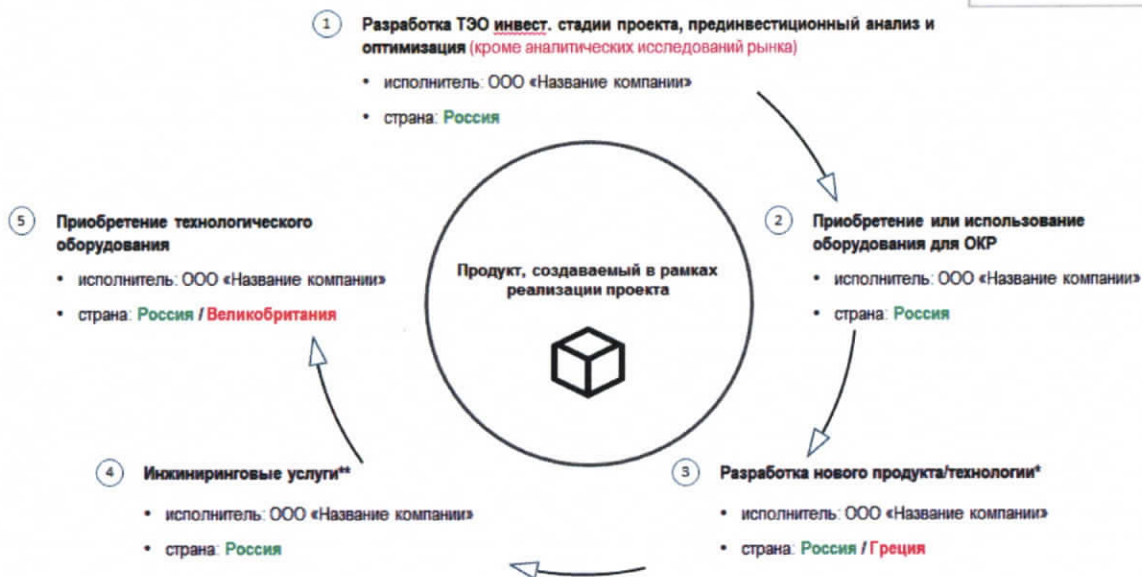 1 Разработка ТЭО инвест. стадии проекта, прединвестиционный анализ и
оптимизация (кроме аналитических исследований рынка)
• исполнитель: ООО «Название компании»
• страна: Россия
2 Приобретение или использование
оборудования для ОКР
• исполнитель: ООО «Название компании»
• страна: Россия
3 Разработка нового продукта/технологии*
• исполнитель: ООО «Название компании»
• страна: Россия / Греция
4 Инжиниринговые услуги**
• исполнитель: ООО «Название компании»
• страна: Россия
5 Приобретение технологического
оборудования
• исполнитель: ООО «Название компании»
• страна: Россия / Великобритания
Продукт, создаваемый в рамках
реализации проекта